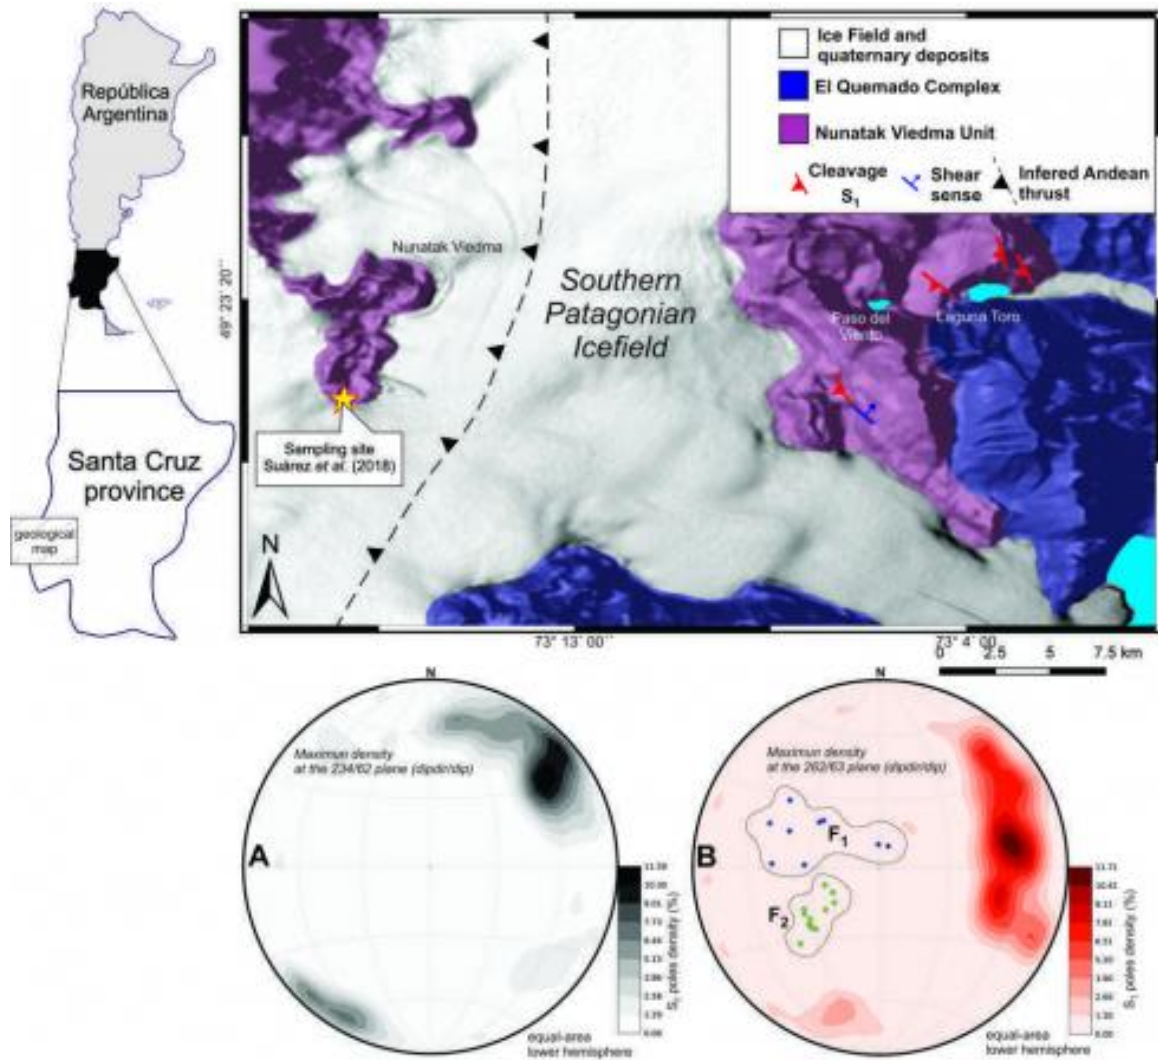 República
Argentina
Santa Cruz
province
geological
map
49° 23´ 20´´
Nunatak Viedma
Southern
Patagonian
Icefield
Sampling site
Suárez et al. (2018)
N
Ice Field and
quaternary deposits
El Quemado Complex
Nunatak Viedma Unit
Cleavage
S1
Shear
sense
Infered Andean
thrust
Paso del
Viento
Laguna Toro
73° 13´ 00´´
73° 4´ 00´´
0 2.5 5 7.5 km
N
Maximun density
at the 234/62 plane (dipdir/dip)
A
equal-area
lower hemisphere
N
Maximun density
at the 262/63 plane (dipdir/dip)
B
F1
F2
S1 poles density (%)
equal-area
lower hemisphere